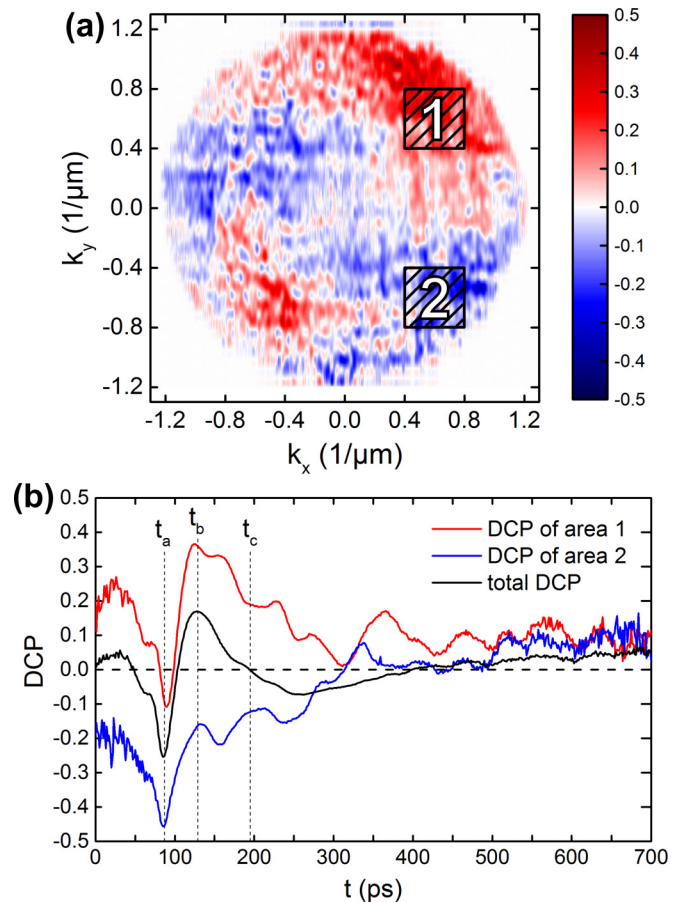 (a)
1.2
0.8
0.4
0.0
-0.4
-0.8
-1.2
k_y (1/μm)
-1.2 -0.8 -0.4 0.0 0.4 0.8 1.2
k_x (1/μm)
1
2
0.5
0.4
0.3
0.2
0.1
0.0
-0.1
-0.2
-0.3
-0.4
-0.5
(b)
0.5
0.4
0.3
0.2
0.1
0.0
-0.1
-0.2
-0.3
-0.4
-0.5
DCP
t_a t_b t_c
DCP of area 1
DCP of area 2
total DCP
0 100 200 300 400 500 600 700
t (ps)